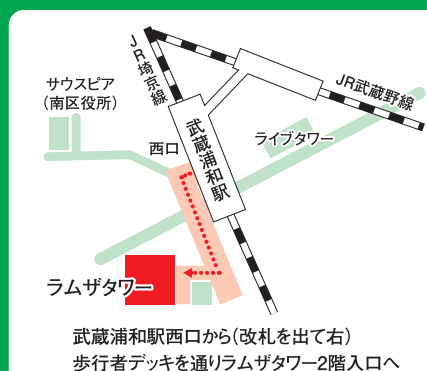 JR埼京線
JR武蔵野線
サウスピア
(南区役所)
西口
武蔵浦和駅
ライブタワー
ラムザタワー
武蔵浦和駅西口から(改札を出て右)
歩行者デッキを通りラムザタワー2階入口へ